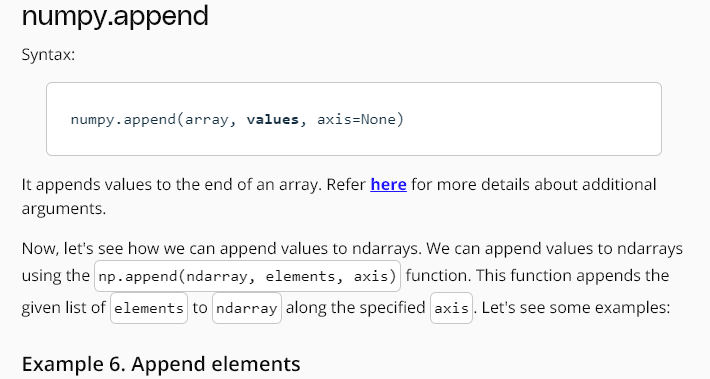 numpy.append
Syntax:
numpy.append(array, values, axis=None)
It appends values to the end of an array. Refer here for more details about additional
arguments.
Now, let's see how we can append values to ndarrays. We can append values to ndarrays
using the np.append(ndarray, elements, axis) function. This function appends the
given list of elements to ndarray along the specified axis. Let's see some examples:
Example 6. Append elements